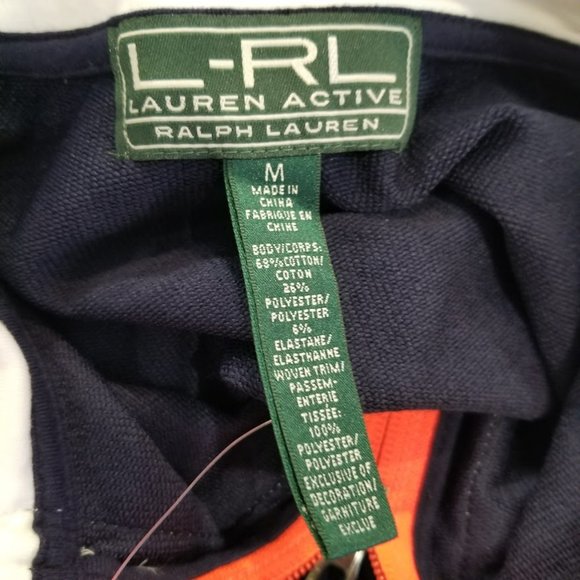 L-RL
LAUREN ACTIVE
RALPH LAUREN
M
MADE IN
CHINA
FABRIQUE EN
CHINE
BODY/CORPS:
68%COTTON/
COTON
26%
POLYESTER/
POLYESTER
6%
ELASTANE/
ELASTHANNE
WOVEN TRIM/
PASSEM-
ENTERIE
TISSÉE:
100%
POLYESTER/
POLYESTER
EXCLUSIVE OF
DECORATION/
GARNITURE
EXCLUE